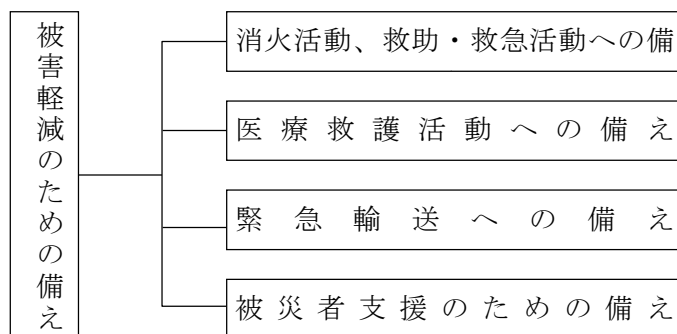 被害軽減のための備え
消火活動、救助・救急活動への備
医療救護活動への備え
緊急輸送への備え
被災者支援のための備え